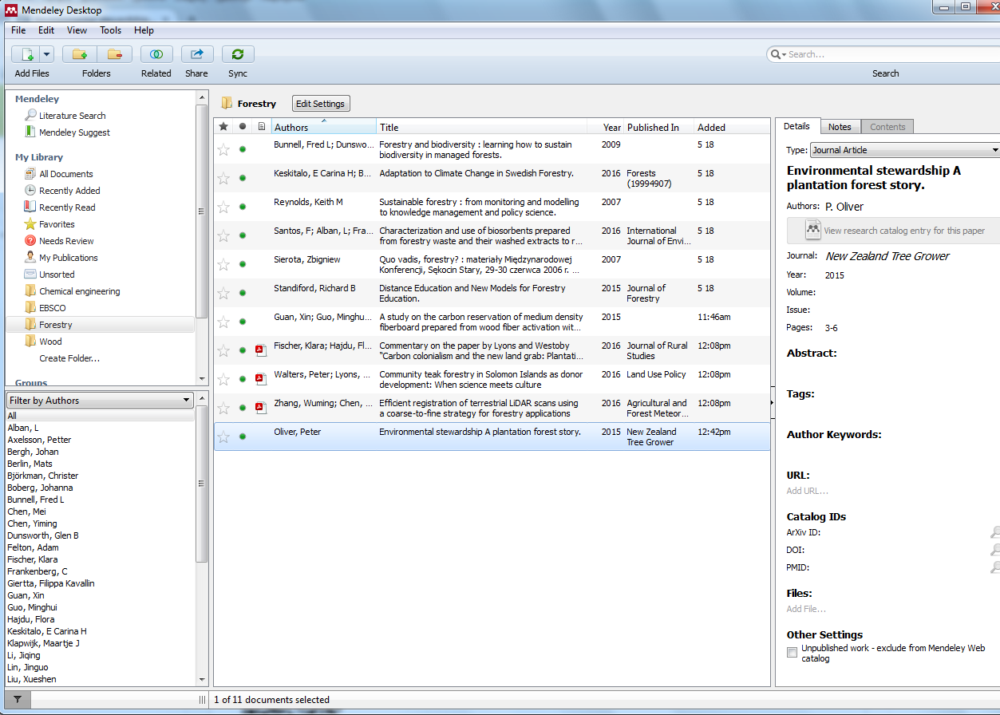 Mendeley Desktop
File Edit View Tools Help
Add Files Folders Related Share Sync
Search...
Search
Mendeley
Literature Search
Mendeley Suggest
My Library
All Documents
Recently Added
Recently Read
Favorites
Needs Review
My Publications
Unsorted
Chemical engineering
EBSCO
Forestry
Wood
Create Folder...
Groups
Filter by Authors
All
Alban, L
Axelsson, Petter
Bergh, Johan
Berlin, Mats
Björkman, Christer
Boberg, Johanna
Bunnell, Fred L
Chen, Mei
Chen, Yiming
Dunsworth, Glen B
Felton, Adam
Fischer, Klara
Frankenberg, C
Giertta, Filippa Kavallin
Guan, Xin
Guo, Minghui
Hajdu, Flora
Keskitalo, E Carina H
Klapwijk, Maartje J
Li, Jiqing
Lin, Jinguo
Liu, Xueshen
Forestry Edit Settings
Authors Title Year Published In Added
Bunnell, Fred L; Dunswo... Forestry and biodiversity : learning how to sustain 2009 5 18
biodiversity in managed forests.
Keskitalo, E Carina H; B... Adaptation to Climate Change in Swedish Forestry. 2016 Forests 5 18
(19994907)
Reynolds, Keith M Sustainable forestry : from monitoring and modelling 2007 5 18
to knowledge management and policy science.
Santos, F; Alban, L; Fra... Characterization and use of biosorbents prepared 2016 International 5 18
from forestry waste and their washed extracts to r... Journal of Envi...
Sierota, Zbigniew Quo vadis, forestry? : materiały Międzynarodowej 2007 5 18
Konferencji, Sękocin Stary, 29-30 czerwca 2006 r. ...
Standiford, Richard B Distance Education and New Models for Forestry 2015 Journal of 5 18
Education. Forestry
Guan, Xin; Guo, Minghu... A study on the carbon reservation of medium density 2015 11:46am
fiberboard prepared from wood fiber activation wit...
Fischer, Klara; Hajdu, Fl... Commentary on the paper by Lyons and Westoby 2016 Journal of Rural 12:08pm
“Carbon colonialism and the new land grab: Plantati... Studies
Walters, Peter; Lyons, ... Community teak forestry in Solomon Islands as donor 2016 Land Use Policy 12:08pm
development: When science meets culture
Zhang, Wuming; Chen, ... Efficient registration of terrestrial LiDAR scans using 2016 Agricultural and 12:08pm
a coarse-to-fine strategy for forestry applications Forest Meteor...
Oliver, Peter Environmental stewardship A plantation forest story. 2015 New Zealand 12:42pm
Tree Grower
1 of 11 documents selected
Details Notes Contents
Type: Journal Article
Environmental stewardship A
plantation forest story.
Authors: P. Oliver
View research catalog entry for this paper
Journal: New Zealand Tree Grower
Year: 2015
Volume:
Issue:
Pages: 3-6
Abstract:
Tags:
Author Keywords:
URL:
Add URL...
Catalog IDs
ArXiv ID:
DOI:
PMID:
Files:
Add File...
Other Settings
Unpublished work - exclude from Mendeley Web
catalog